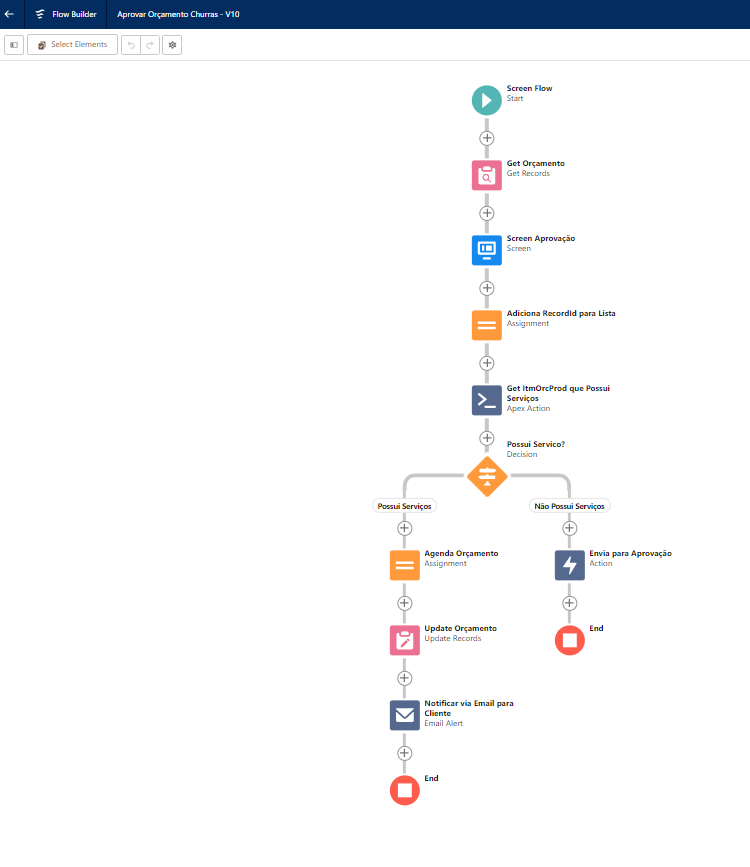 Flow Builder
Aprovar Orçamento Churras - V10
Select Elements
Screen Flow
Start
Get Orçamento
Get Records
Screen Aprovação
Screen
Adiciona RecordId para Lista
Assignment
Get ItmOrcProd que Possui
Serviços
Apex Action
Possui Servico?
Decision
Possui Serviços
Não Possui Serviços
Agenda Orçamento
Assignment
Envia para Aprovação
Action
Update Orçamento
Update Records
End
Notificar via Email para
Cliente
Email Alert
End